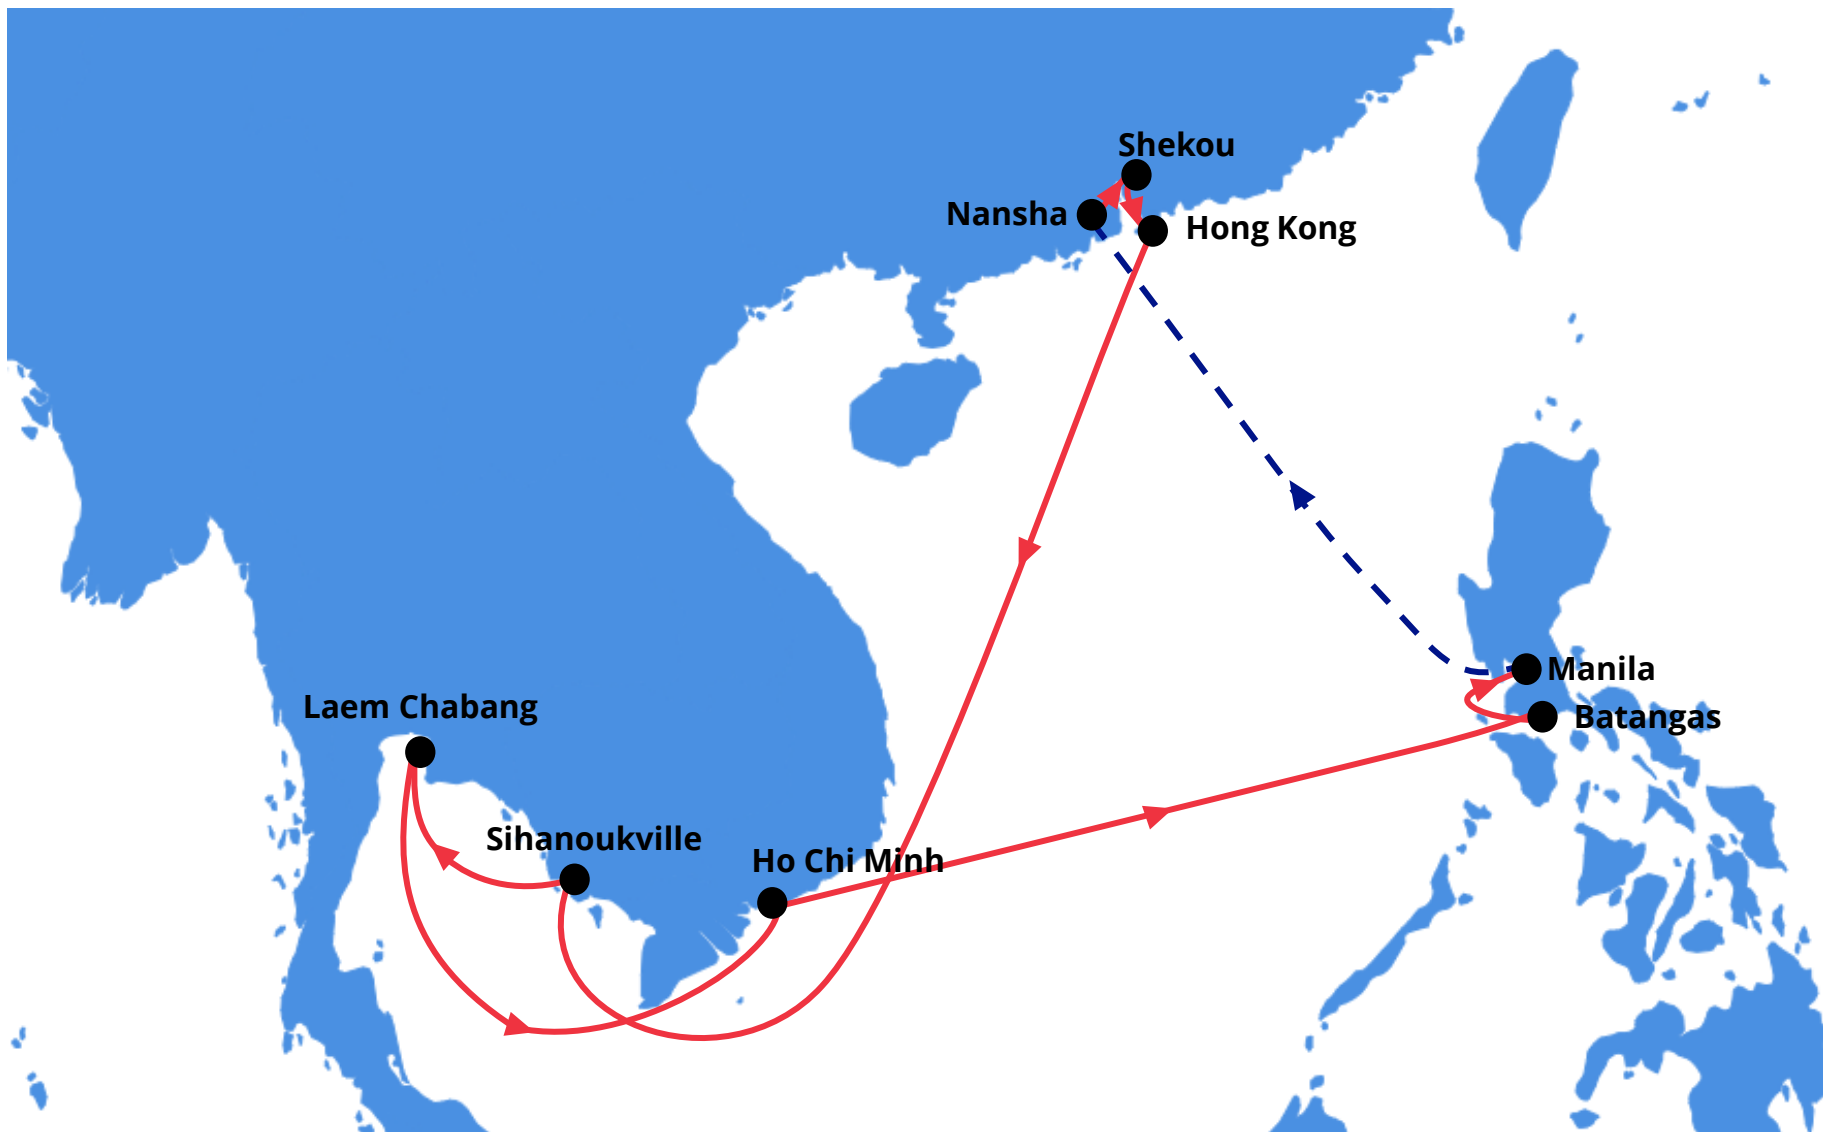 Shekou
Nansha
Hong Kong
Manila
Laem Chabang
Batangas
Sihanoukville
Ho Chi Minh